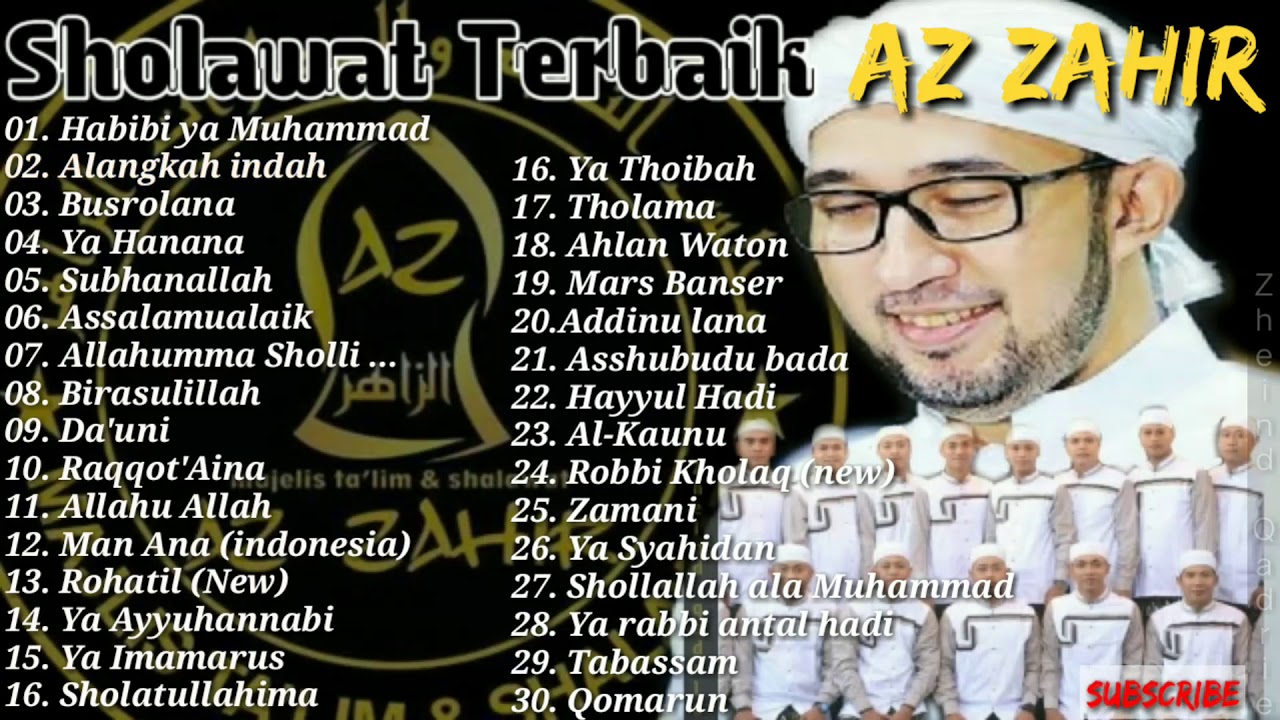 Sholawat Terbaik AZ ZAHIR
01. Habibi ya Muhammad
02. Alangkah indah
03. Busrolana
04. Ya Hanana
05. Subhanallah
06. Assalamualaik
07. Allahumma Sholli ...
08. Birasulillah
09. Da'uni
10. Raqqot'Aina
11. Allahu Allah
12. Man Ana (indonesia)
13. Rohatil (New)
14. Ya Ayyuhannabi
15. Ya Imamarus
16. Sholatullahima
16. Ya Thoibah
17. Tholama
18. Ahlan Waton
19. Mars Banser
20.Addinu lana
21. Asshubudu bada
22. Hayyul Hadi
23. Al-Kaunu
24. Robbi Kholaq (new)
25. Zamani
26. Ya Syahidan
27. Shollallah ala Muhammad
28. Ya rabbi antal hadi
29. Tabassam
30. Qomarun
AZ
الزاهر
majelis ta'lim &
AZ ZAHIR
Zheind Qadrie
SUBSCRIBE